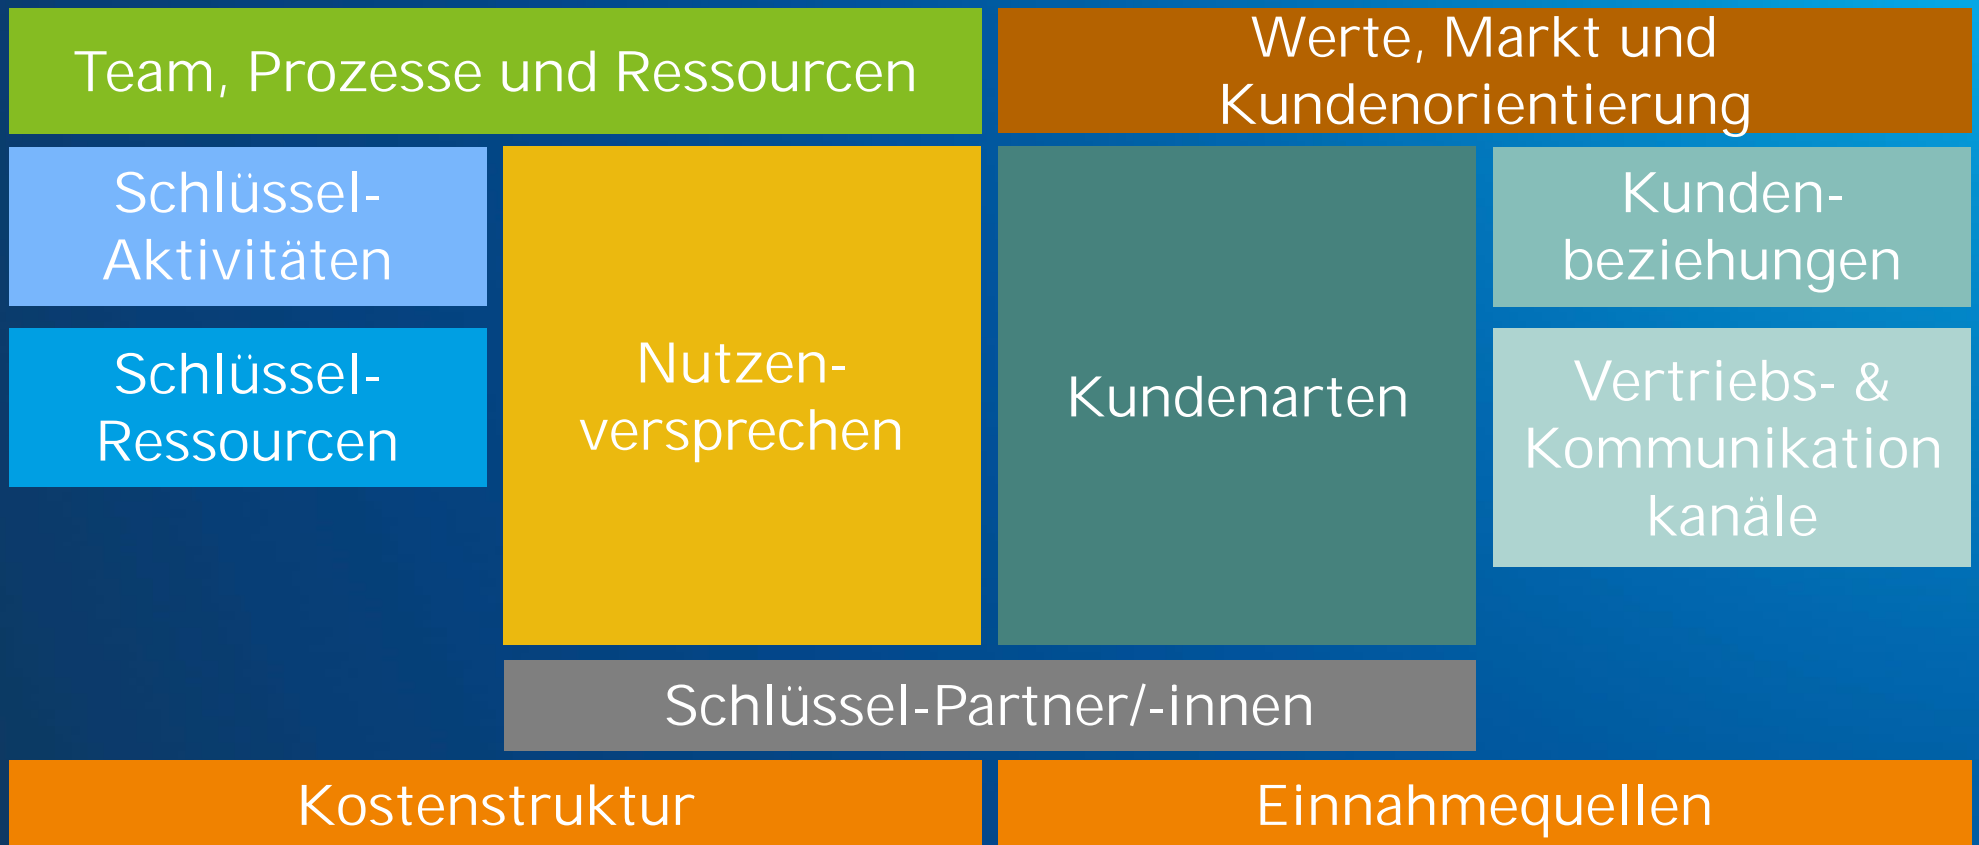 Team, Prozesse und Ressourcen
Werte, Markt und
Kundenorientierung
Schlüssel-
Aktivitäten
Schlüssel-
Ressourcen
Nutzen-
versprechen
Kundenarten
Kunden-
beziehungen
Vertriebs- &
Kommunikation
kanäle
Schlüssel-Partner/-innen
Kostenstruktur
Einnahmequellen